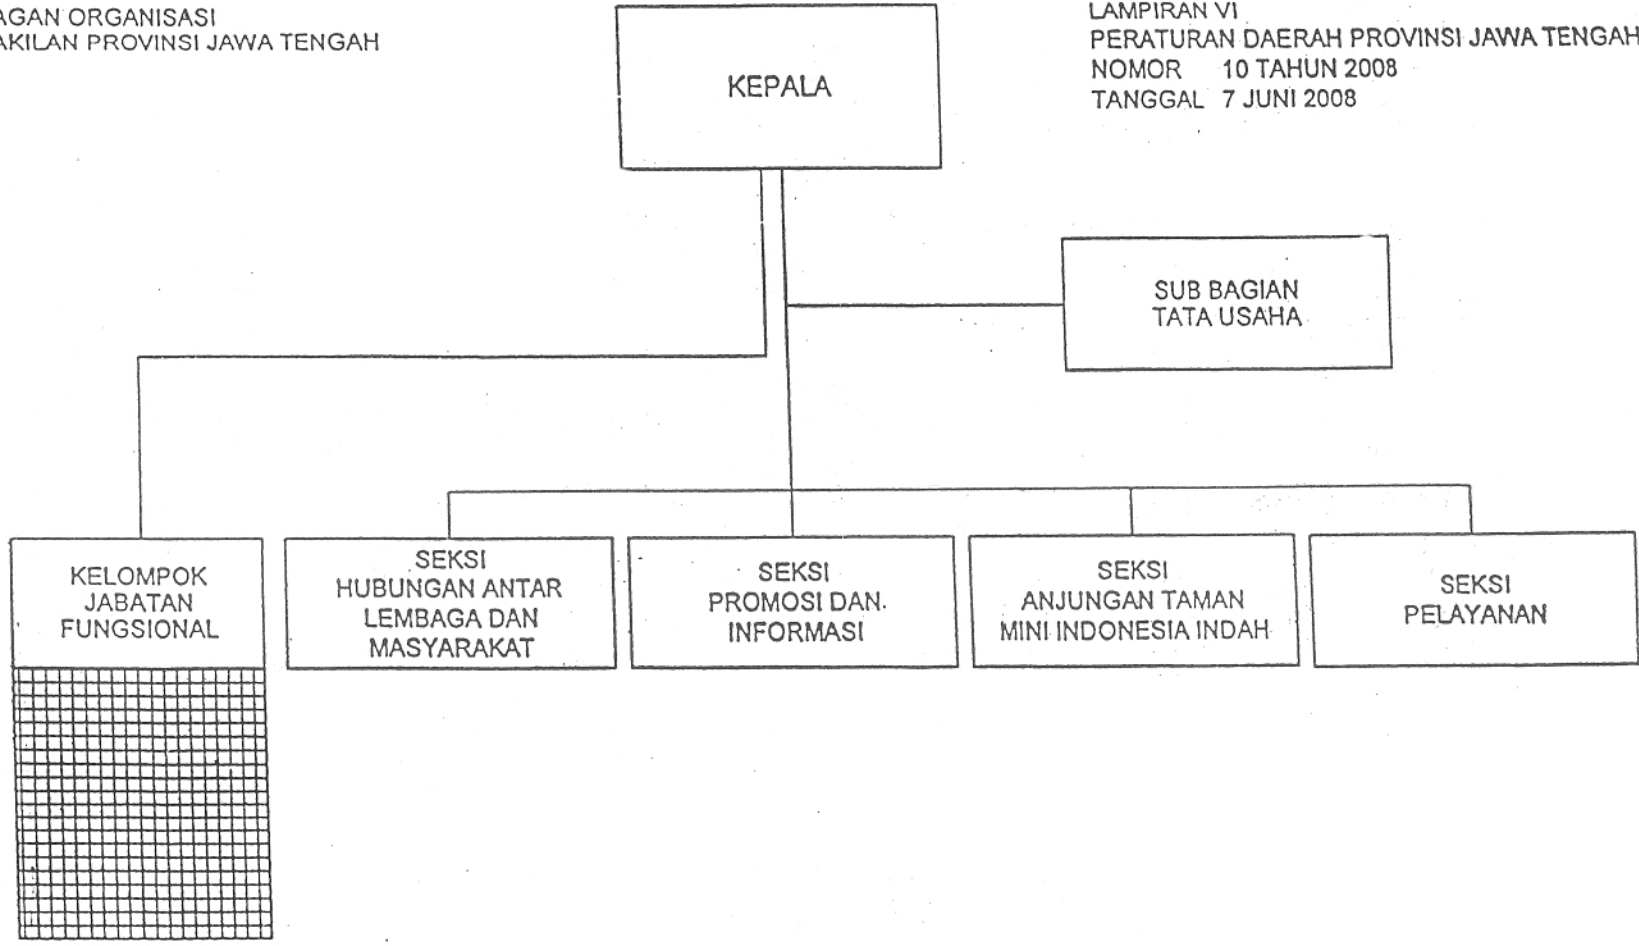 AGAN ORGANISASI
AKILAN PROVINSI JAWA TENGAH
LAMPIRAN VI
PERATURAN DAERAH PROVINSI JAWA TENGAH
NOMOR 10 TAHUN 2008
TANGGAL 7 JUNI 2008
KEPALA
SUB BAGIAN
TATA USAHA
KELOMPOK
JABATAN
FUNGSIONAL
SEKSI
HUBUNGAN ANTAR
LEMBAGA DAN
MASYARAKAT
SEKSI
PROMOSI DAN
INFORMASI
SEKSI
ANJUNGAN TAMAN
MINI INDONESIA INDAH
SEKSI
PELAYANAN